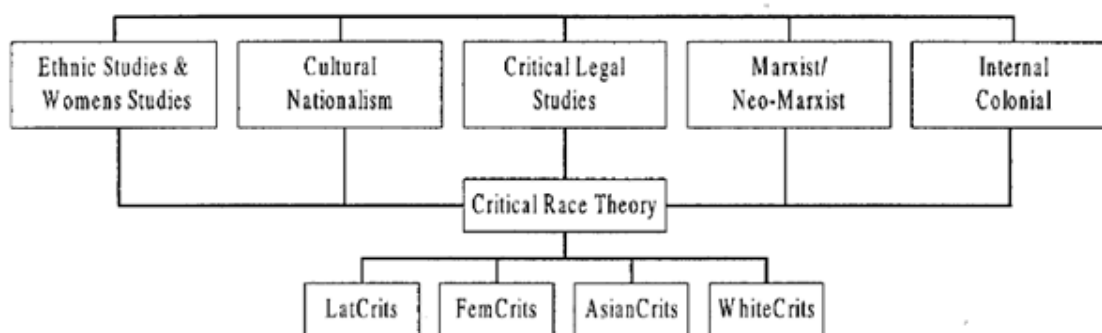 Ethnic Studies &
Womens Studies
Cultural
Nationalism
Critical Legal
Studies
Marxist/
Neo-Marxist
Internal
Colonial
Critical Race Theory
LatCrits
FemCrits
AsianCrits
WhiteCrits